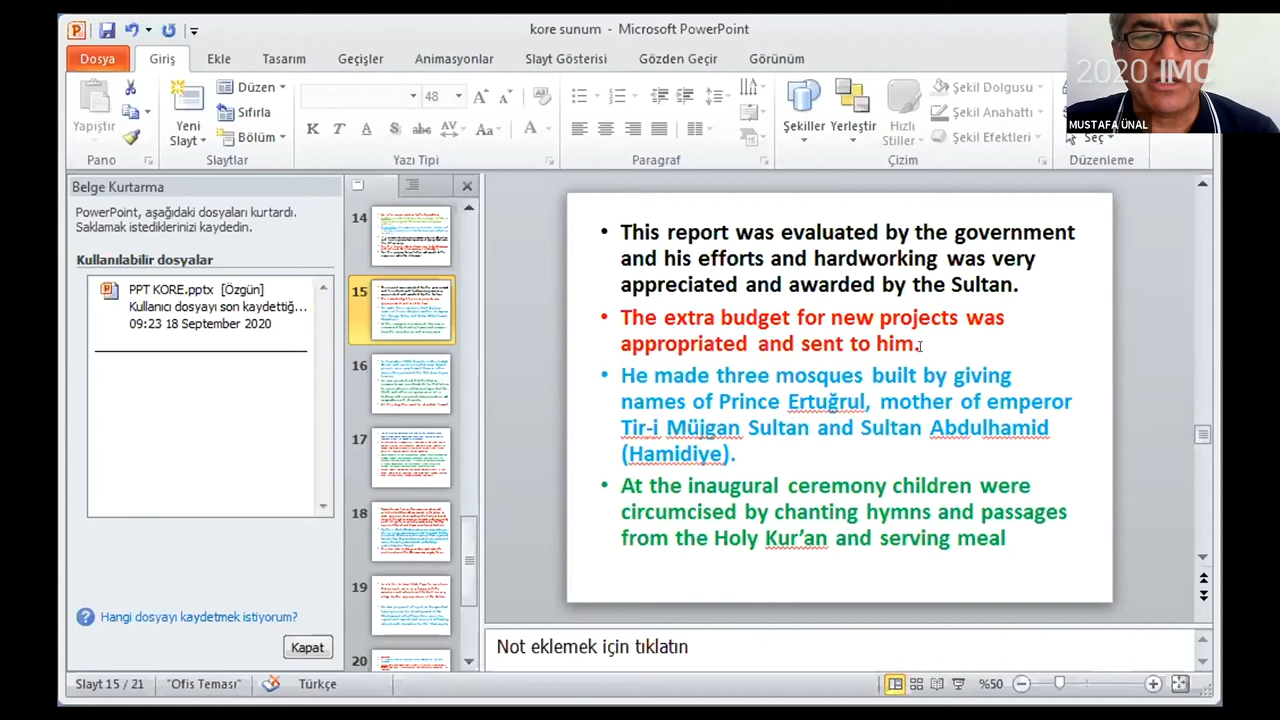 kore sunum - Microsoft PowerPoint
2020 IMC
MUSTAFA ÜNAL
Dosya Giriş Ekle Tasarım Geçişler Animasyonlar Slayt Gösterisi Gözden Geçir Görünüm
Yapıştır
Pano
Yeni
Slayt
Düzen
Sıfırla
Bölüm
Slaytlar
48
K T A S abc AV Aa A
Yazı Tipi
Paragraf
Şekiller
Yerleştir
Hızlı
Stiller
Şekil Dolgusu
Şekil Anahattı
Şekil Efektleri
Çizim
Seç
Düzenleme
Belge Kurtarma
PowerPoint, aşağıdaki dosyaları kurtardı.
Saklamak istediklerinizi kaydedin.
Kullanılabilir dosyalar
PPT KORE.pptx [Özgün]
Kullanıcı dosyayı son kaydettiğ...
09:23 18 September 2020
Hangi dosyayı kaydetmek istiyorum?
Kapat
14
15
16
17
18
19
20
• This report was evaluated by the government
and his efforts and hardworking was very
appreciated and awarded by the Sultan.
• The extra budget for new projects was
appropriated and sent to him.
• He made three mosques built by giving
names of Prince Ertuğrul, mother of emperor
Tir-i Müjgan Sultan and Sultan Abdulhamid
(Hamidiye).
• At the inaugural ceremony children were
circumcised by chanting hymns and passages
from the Holy Kur’an and serving meal
Not eklemek için tıklatın
Slayt 15 / 21 "Ofis Teması" Türkçe %50